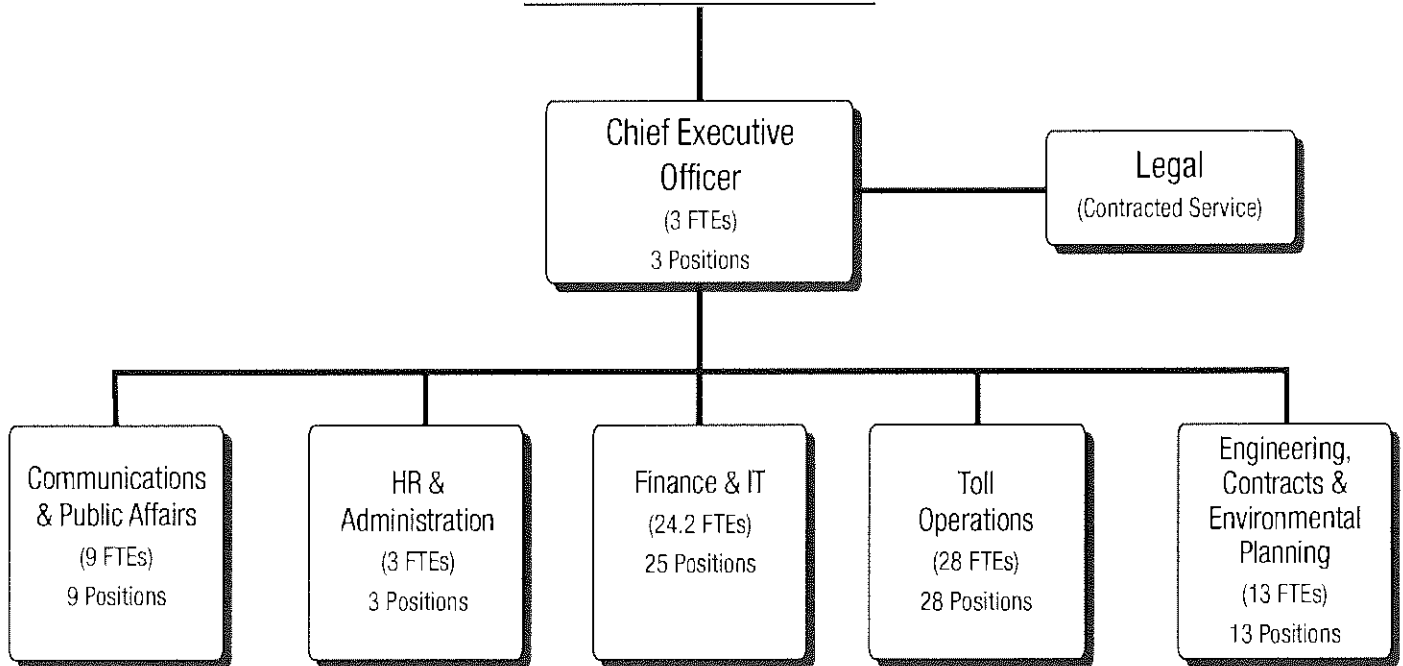 Chief Executive
Officer
(3 FTEs)
3 Positions
Legal
(Contracted Service)
Communications
& Public Affairs
(9 FTEs)
9 Positions
HR &
Administration
(3 FTEs)
3 Positions
Finance & IT
(24.2 FTEs)
25 Positions
Toll
Operations
(28 FTEs)
28 Positions
Engineering,
Contracts &
Environmental
Planning
(13 FTEs)
13 Positions